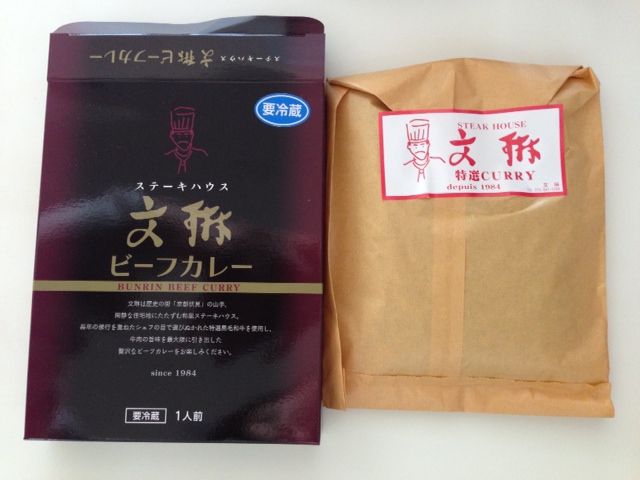 ステーキハウス 文琳 ビーフカレー
要冷蔵
ステーキハウス
文琳
ビーフカレー
BUNRIN BEEF CURRY
文琳は歴史の街「京都伏見」の山手、
閑静な住宅地にたたずむ和風ステーキハウス。
長年の修行を重ねたシェフの目で選びぬかれた特選黒毛和牛を使用し、
牛肉の旨味を最大限に引き出した
贅沢なビーフカレーをお楽しみください。
since 1984
要冷蔵 1人前
STEAK HOUSE
文琳
特選CURRY
depuis 1984